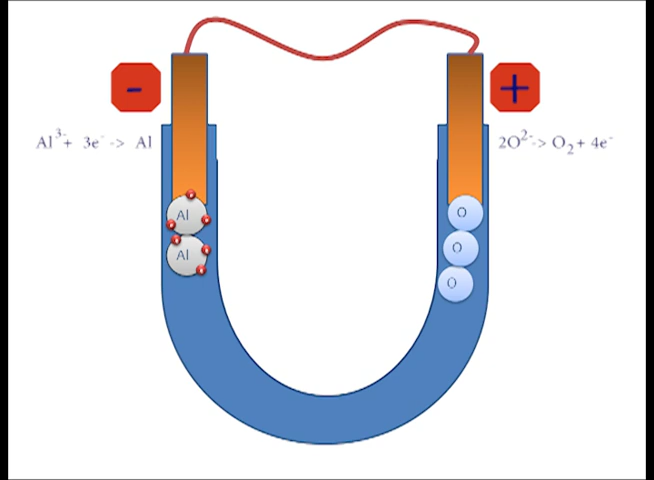 -
+
Al³⁻+ 3e⁻ -> Al
2O²⁻-> O₂+ 4e⁻
Al
Al
O
O
O